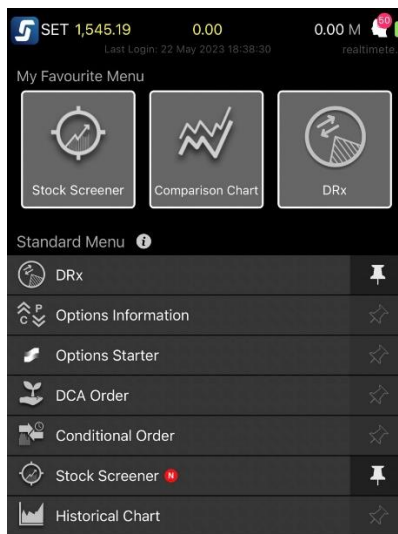 SET 1,545.19 0.00 0.00 M 50
Last Login: 22 May 2023 18:38:30 realtimete.
My Favourite Menu
Stock Screener Comparison Chart DRx
Standard Menu i
DRx
C P Options Information
Options Starter
DCA Order
Conditional Order
Stock Screener N
Historical Chart